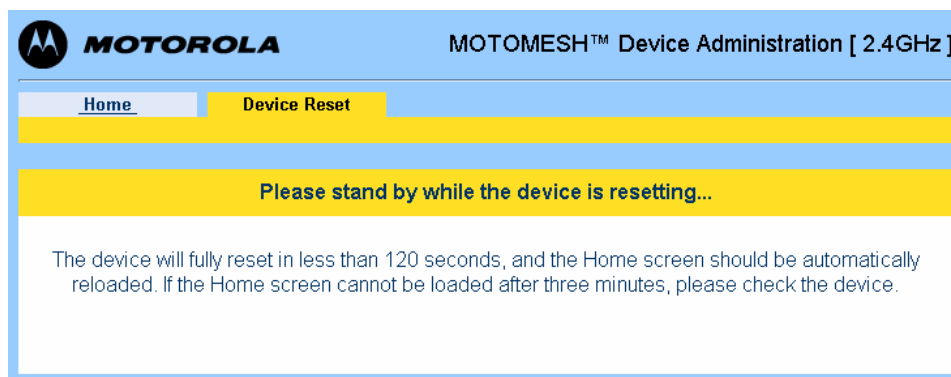 MOTOROLA
MOTOMESH™ Device Administration [ 2.4GHz ]
Home
Device Reset
Please stand by while the device is resetting...
The device will fully reset in less than 120 seconds, and the Home screen should be automatically
reloaded. If the Home screen cannot be loaded after three minutes, please check the device.